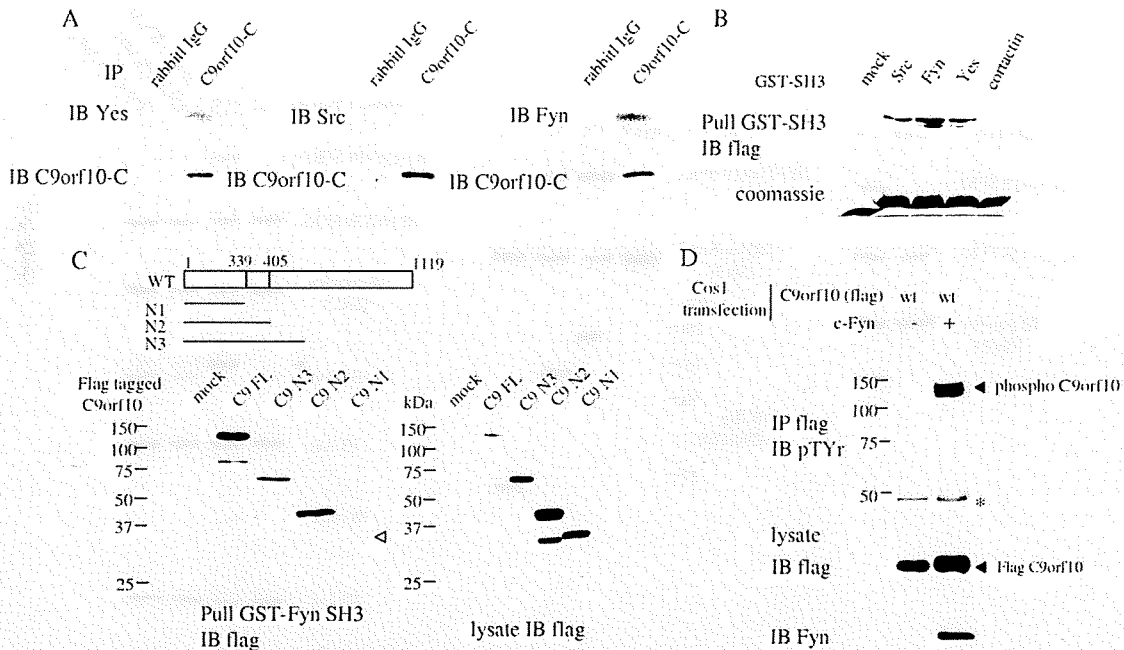 A
IP
rabbitl IgG
C9orf10-C
rabbitl IgG
C9orf10-C
rabbitl IgG
C9orf10-C
IB Yes
IB Src
IB Fyn
IB C9orf10-C
IB C9orf10-C
IB C9orf10-C
B
GST-SH3
mock
Src
Fyn
Yes
cortactin
Pull GST-SH3
IB flag
coomassie
C
1
339
405
1119
WT
N1
N2
N3
Flag tagged
C9orf10
mock
C9 FL
C9 N3
C9 N2
C9 N1
150
100
75
50
37
25
Pull GST-Fyn SH3
IB flag
kDa
mock
C9 FL
C9 N3
C9 N2
C9 N1
150
100
75
50
37
25
lysate IB flag
D
Cos1
transfection
C9orf10 (flag) wt wt
c-Fyn - +
150
phospho C9orf10
100
IP flag
IB pTYr
75
50
*
lysate
IB flag
Flag C9orf10
IB Fyn